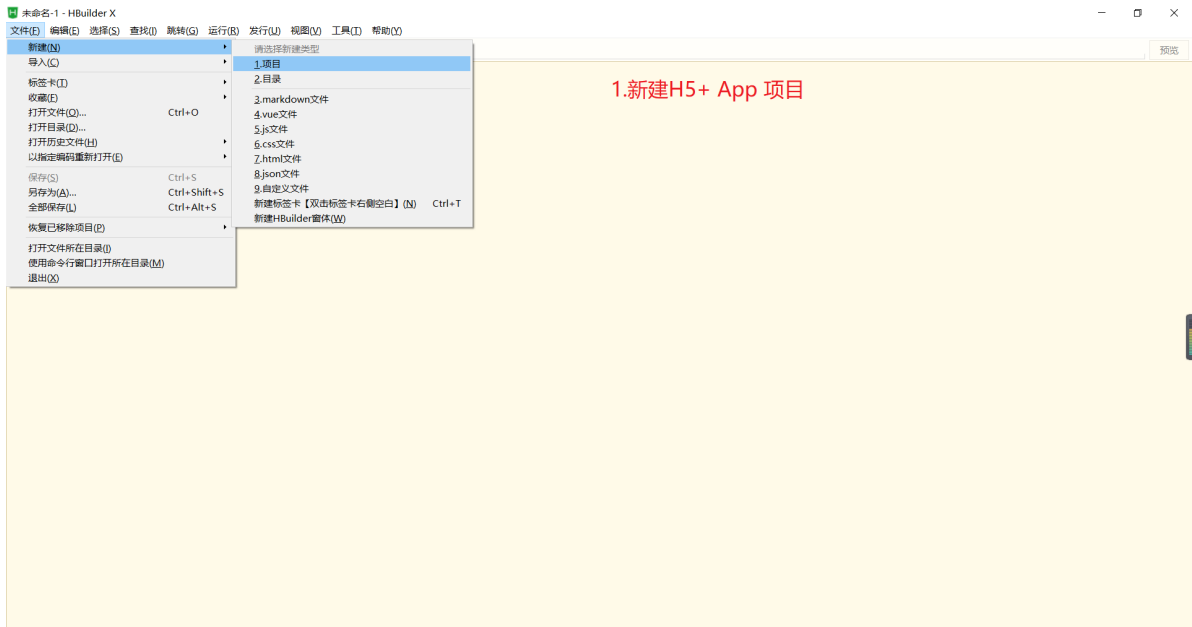 未命名-1 - HBuilder X
文件(F) 编辑(E) 选择(S) 查找(I) 跳转(G) 运行(R) 发行(U) 视图(V) 工具(T) 帮助(Y)
新建(N)
导入(C)
标签卡(T)
收藏(F)
打开文件(O)... Ctrl+O
打开目录(D)...
打开历史文件(H)
以指定编码重新打开(E)
保存(S) Ctrl+S
另存为(A)... Ctrl+Shift+S
全部保存(L) Ctrl+Alt+S
恢复已移除项目(P)
打开文件所在目录(I)
使用命令行窗口打开所在目录(M)
退出(X)
请选择新建类型
1.项目
2.目录
3.markdown文件
4.vue文件
5.js文件
6.css文件
7.html文件
8.json文件
9.自定义文件
新建标签卡【双击标签卡右侧空白】(N) Ctrl+T
新建HBuilder窗体(W)
预览
1.新建H5+ App 项目